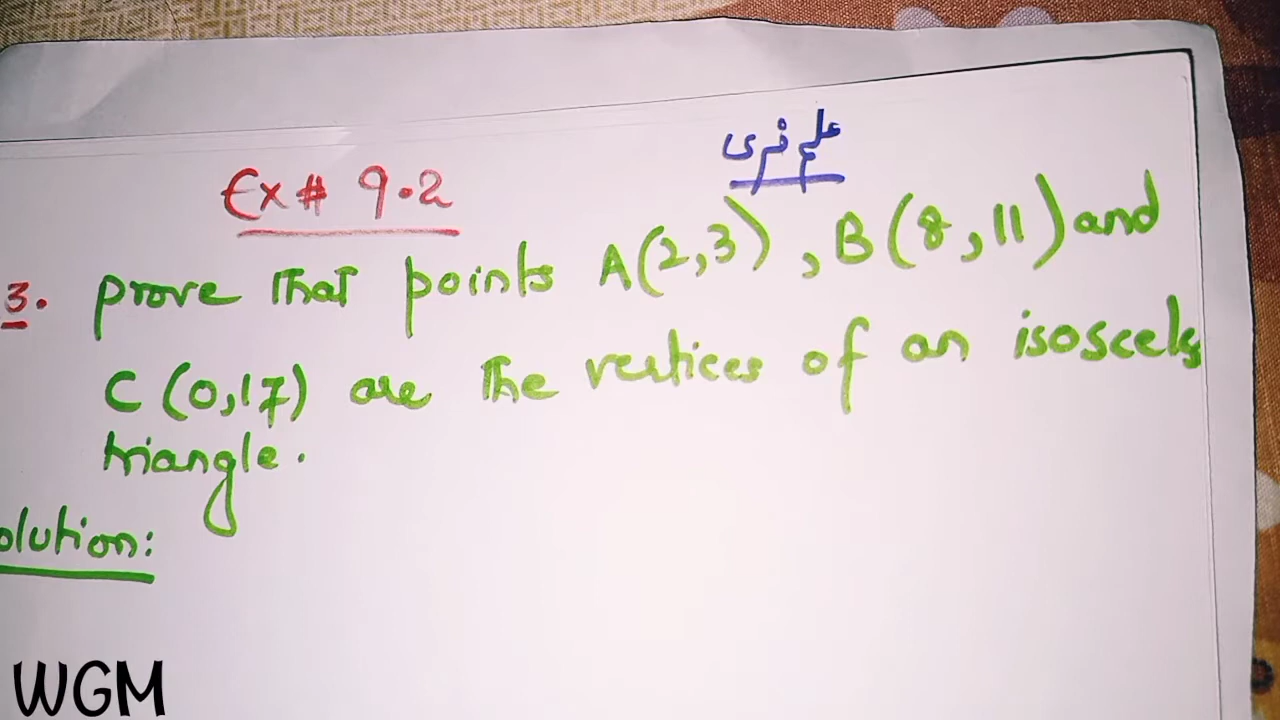 علم فری
Ex# 9.2
3. prove that points A(2,3), B(8,11) and
C(0,17) are the vertices of an isoscels
triangle.
olution:
WGM